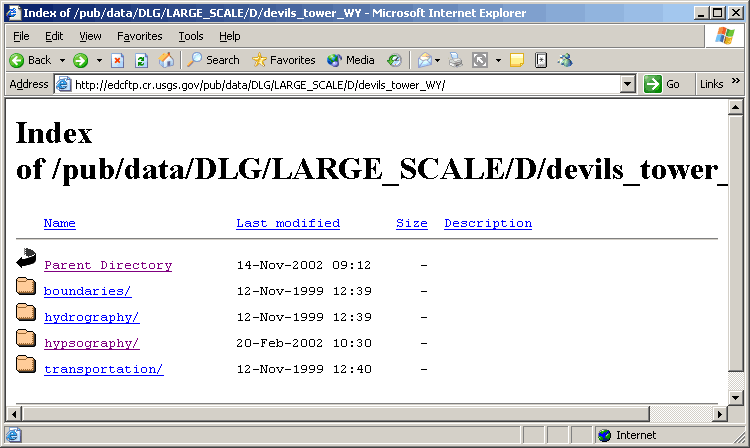 Index of /pub/data/DLG/LARGE_SCALE/D/devils_tower_WY - Microsoft Internet Explorer
File Edit View Favorites Tools Help
Back Search Favorites Media
Address http://edcftp.cr.usgs.gov/pub/data/DLG/LARGE_SCALE/D/devils_tower_WY/ Go Links »
Index
of /pub/data/DLG/LARGE_SCALE/D/devils_tower_
Name Last modified Size Description
Parent Directory 14-Nov-2002 09:12 -
boundaries/ 12-Nov-1999 12:39 -
hydrography/ 12-Nov-1999 12:39 -
hypsography/ 20-Feb-2002 10:30 -
transportation/ 12-Nov-1999 12:40 -
Internet